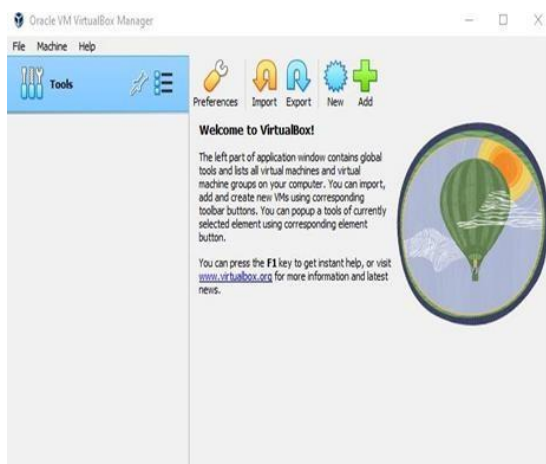 Oracle VM VirtualBox Manager
File Machine Help
Tools
Preferences Import Export New Add
Welcome to VirtualBox!
The left part of application window contains global
tools and lists all virtual machines and virtual
machine groups on your computer. You can import,
add and create new VMs using corresponding
toolbar buttons. You can popup a tools of currently
selected element using corresponding element
button.
You can press the F1 key to get instant help, or visit
www.virtualbox.org for more information and latest
news.